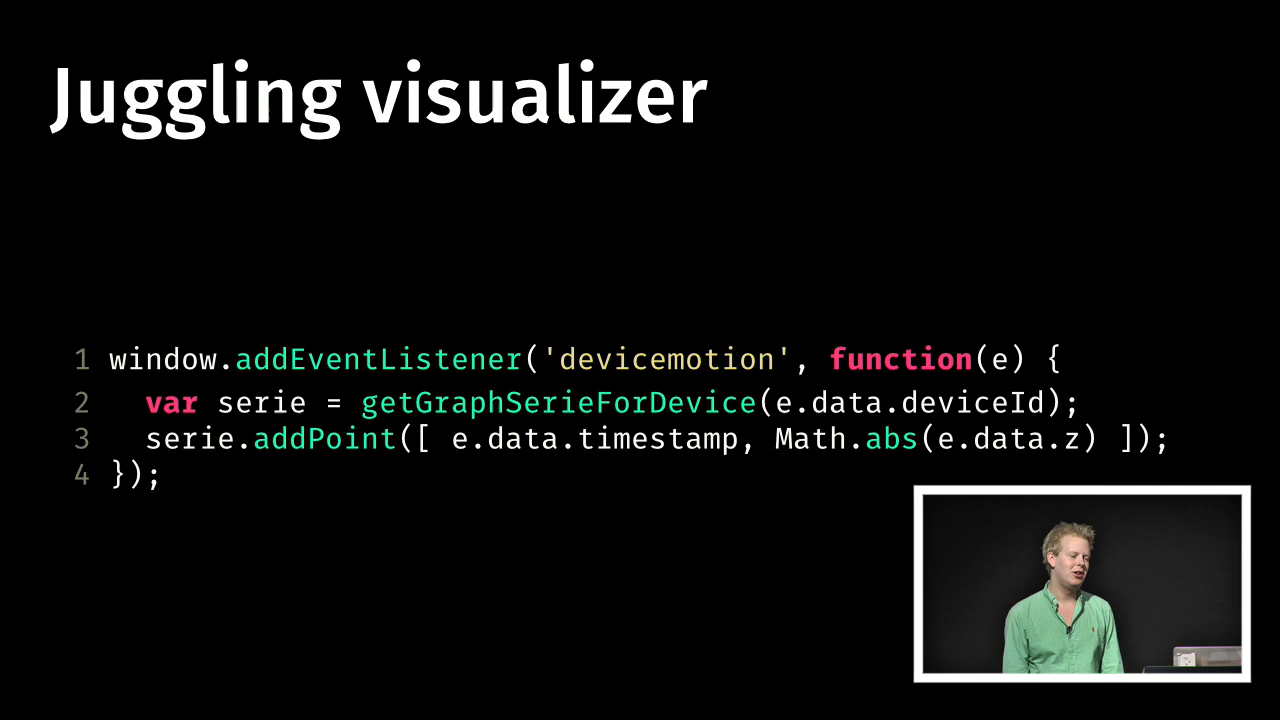 Juggling visualizer
1 window.addEventListener('devicemotion', function(e) {
2   var serie = getGraphSerieForDevice(e.data.deviceId);
3   serie.addPoint([ e.data.timestamp, Math.abs(e.data.z) ]);
4 });